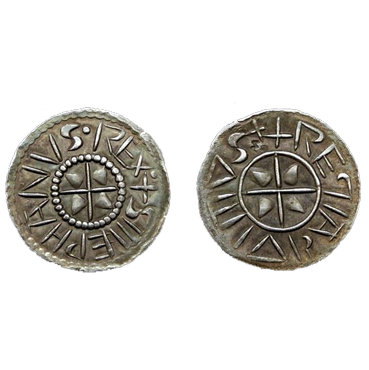 +STEPHANVS·REX
+REGIA CIVITAS